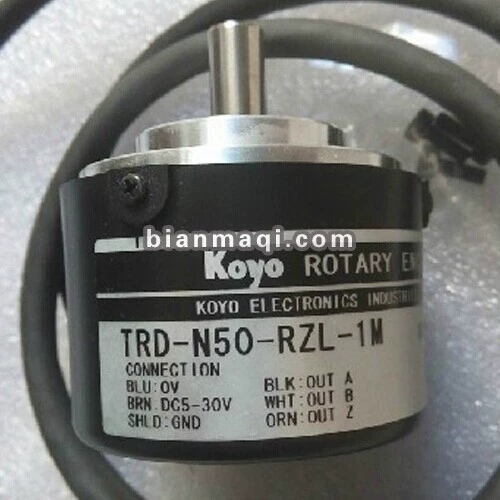 bianmaqi.com
Koyo ROTARY EN
KOYO ELECTRONICS INDUSTRI
TRD-N50-RZL-1M
CONNECTION
BLU:0V BLK:OUT A
BRN:DC5-30V WHT:OUT B
SHLD:GND ORN:OUT Z